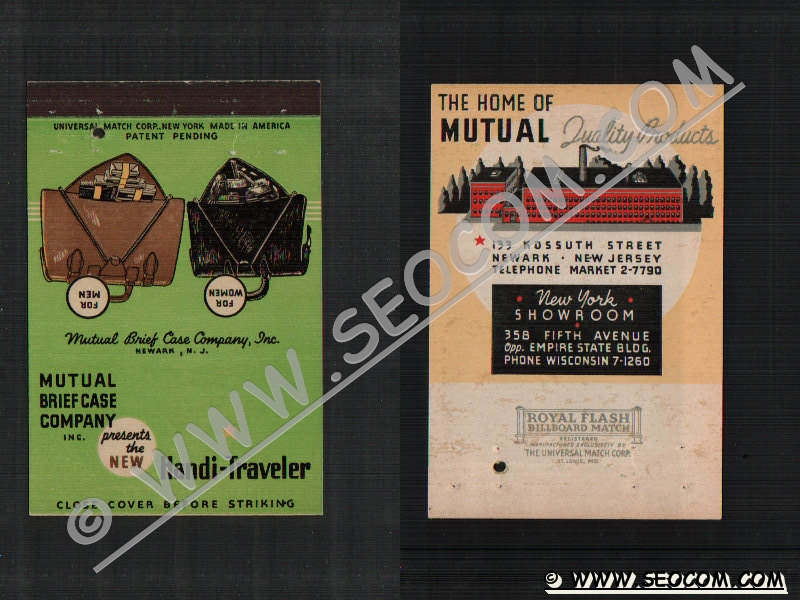 UNIVERSAL MATCH CORP., NEW YORK MADE IN AMERICA
PATENT PENDING
FOR MEN
FOR WOMEN
Mutual Brief Case Company, Inc.
NEWARK, N. J.
MUTUAL
BRIEF CASE
COMPANY
INC.
presents
the
NEW
Handi-Traveler
CLOSE COVER BEFORE STRIKING
THE HOME OF
MUTUAL Quality Products
133 KOSSUTH STREET
NEWARK · NEW JERSEY
TELEPHONE MARKET 2-7790
New York
SHOWROOM
358 FIFTH AVENUE
Opp. EMPIRE STATE BLDG.
PHONE WISCONSIN 7-1260
ROYAL FLASH
BILLBOARD MATCH
REGISTERED
MANUFACTURED EXCLUSIVELY BY
THE UNIVERSAL MATCH CORP.
ST. LOUIS, MO.
© WWW.SEOCOM.COM
© WWW.SEOCOM.COM